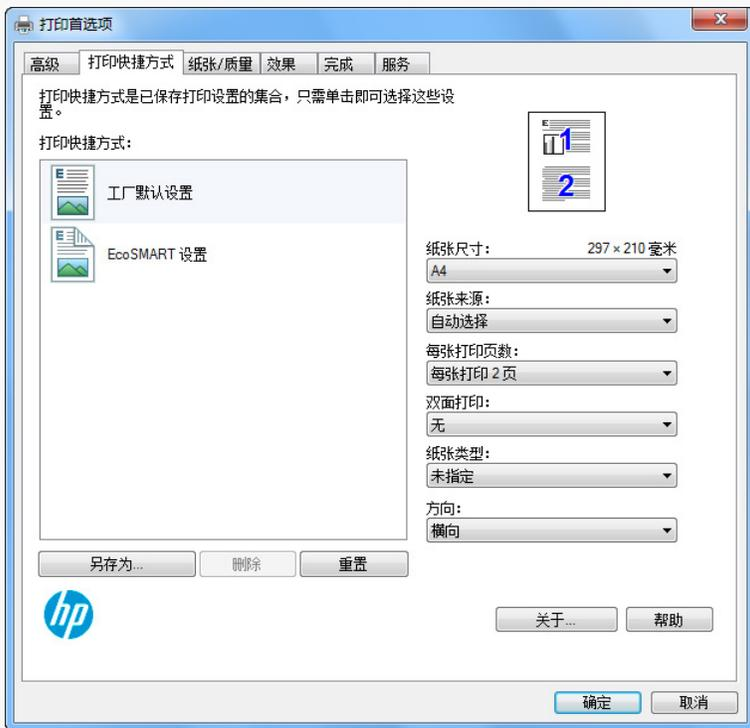 打印首选项
高级 打印快捷方式 纸张/质量 效果 完成 服务
打印快捷方式是已保存打印设置的集合，只需单击即可选择这些设
置。
打印快捷方式：
E
工厂默认设置
E
EcoSMART 设置
E
1
2
纸张尺寸： 297 × 210 毫米
A4
纸张来源：
自动选择
每张打印页数：
每张打印 2 页
双面打印：
无
纸张类型：
未指定
方向：
横向
另存为... 删除 重置
hp
关于... 帮助
确定 取消